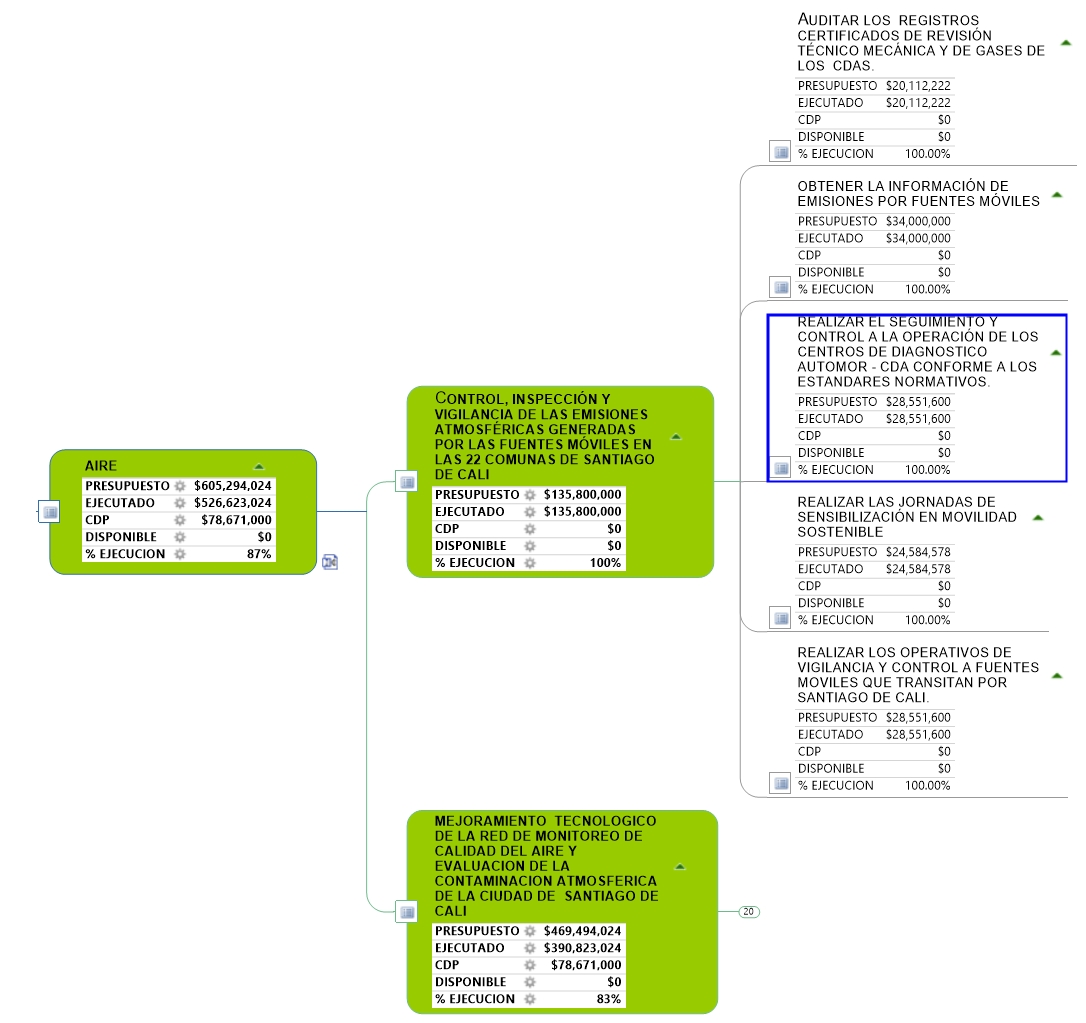 AIRE
PRESUPUESTO $605,294,024
EJECUTADO $526,623,024
CDP $78,671,000
DISPONIBLE $0
% EJECUCION 87%
CONTROL, INSPECCIÓN Y
VIGILANCIA DE LAS EMISIONES
ATMOSFÉRICAS GENERADAS
POR LAS FUENTES MÓVILES EN
LAS 22 COMUNAS DE SANTIAGO
DE CALI
PRESUPUESTO $135,800,000
EJECUTADO $135,800,000
CDP $0
DISPONIBLE $0
% EJECUCION 100%
AUDITAR LOS REGISTROS
CERTIFICADOS DE REVISIÓN
TÉCNICO MECÁNICA Y DE GASES DE
LOS CDAS.
PRESUPUESTO $20,112,222
EJECUTADO $20,112,222
CDP $0
DISPONIBLE $0
% EJECUCION 100.00%
OBTENER LA INFORMACIÓN DE
EMISIONES POR FUENTES MÓVILES
PRESUPUESTO $34,000,000
EJECUTADO $34,000,000
CDP $0
DISPONIBLE $0
% EJECUCION 100.00%
REALIZAR EL SEGUIMIENTO Y
CONTROL A LA OPERACIÓN DE LOS
CENTROS DE DIAGNOSTICO
AUTOMOR - CDA CONFORME A LOS
ESTANDARES NORMATIVOS.
PRESUPUESTO $28,551,600
EJECUTADO $28,551,600
CDP $0
DISPONIBLE $0
% EJECUCION 100.00%
REALIZAR LAS JORNADAS DE
SENSIBILIZACIÓN EN MOVILIDAD
SOSTENIBLE
PRESUPUESTO $24,584,578
EJECUTADO $24,584,578
CDP $0
DISPONIBLE $0
% EJECUCION 100.00%
REALIZAR LOS OPERATIVOS DE
VIGILANCIA Y CONTROL A FUENTES
MOVILES QUE TRANSITAN POR
SANTIAGO DE CALI.
PRESUPUESTO $28,551,600
EJECUTADO $28,551,600
CDP $0
DISPONIBLE $0
% EJECUCION 100.00%
MEJORAMIENTO TECNOLOGICO
DE LA RED DE MONITOREO DE
CALIDAD DEL AIRE Y
EVALUACION DE LA
CONTAMINACION ATMOSFERICA
DE LA CIUDAD DE SANTIAGO DE
CALI
PRESUPUESTO $469,494,024
EJECUTADO $390,823,024
CDP $78,671,000
DISPONIBLE $0
% EJECUCION 83%
20